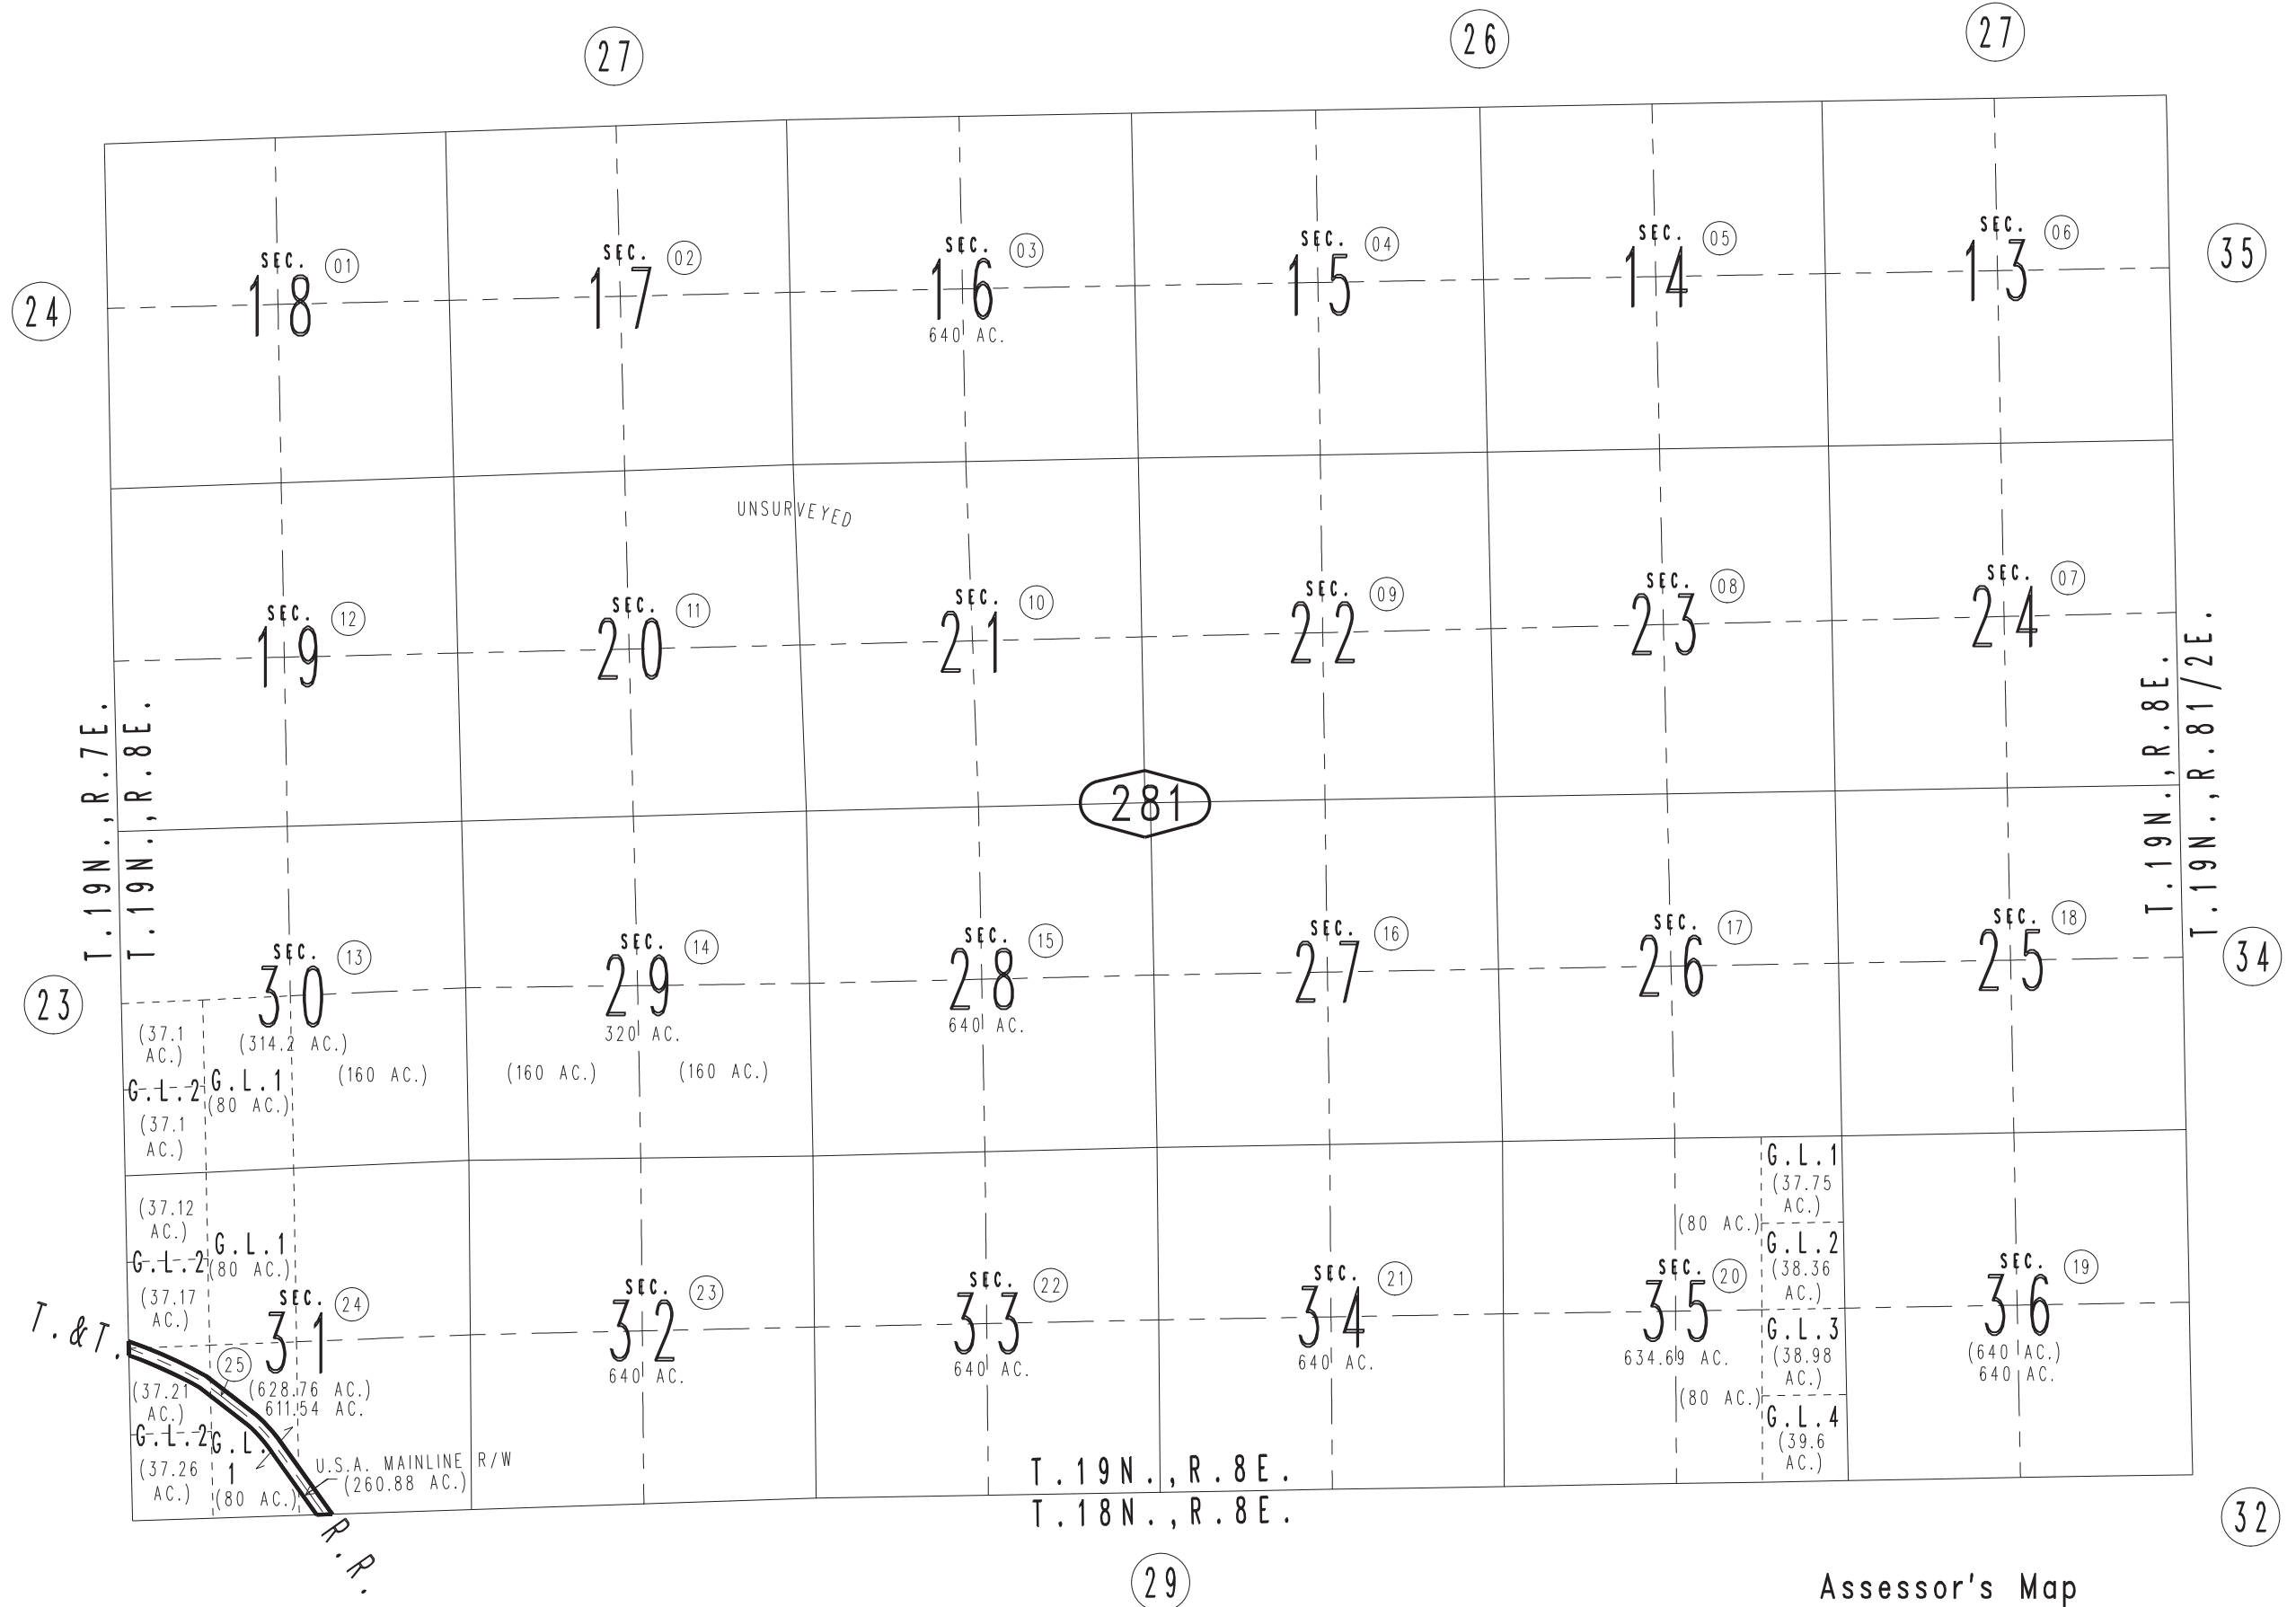 27
26
27
SEC. 01
18
SEC. 02
17
SEC. 03
16
640 AC.
SEC. 04
15
SEC. 05
14
SEC. 06
13
24
35
UNSURVEYED
SEC. 12
19
SEC. 11
20
SEC. 10
21
SEC. 09
22
SEC. 08
23
SEC. 07
24
T.19N.,R.7E.
T.19N.,R.8E.
281
T.19N.,R.8E.
T.19N.,R.81/2E.
23
34
SEC. 13
30
(314.2 AC.)
(37.1
AC.)
G.L.2
(37.1
AC.)
G.L.1
(80 AC.)
(160 AC.)
SEC. 14
29
320 AC.
(160 AC.)
(160 AC.)
SEC. 15
28
640 AC.
SEC. 16
27
SEC. 17
26
SEC. 18
25
(37.12
AC.)
G.L.2
(37.17
AC.)
G.L.1
(80 AC.)
SEC. 24
31
(628.76 AC.)
611.54 AC.
T.&T.
25
(37.21
AC.)
G.L.2
(37.26
AC.)
G.L.
1
(80 AC.)
U.S.A. MAINLINE R/W
(260.88 AC.)
R.R.
SEC. 23
32
640 AC.
SEC. 22
33
640 AC.
SEC. 21
34
640 AC.
SEC. 20
35
634.69 AC.
(80 AC.)
(80 AC.)
G.L.1
(37.75
AC.)
G.L.2
(38.36
AC.)
G.L.3
(38.98
AC.)
G.L.4
(39.6
AC.)
SEC. 19
36
(640 AC.)
640 AC.
T.19N.,R.8E.
T.18N.,R.8E.
32
29
Assessor's Map